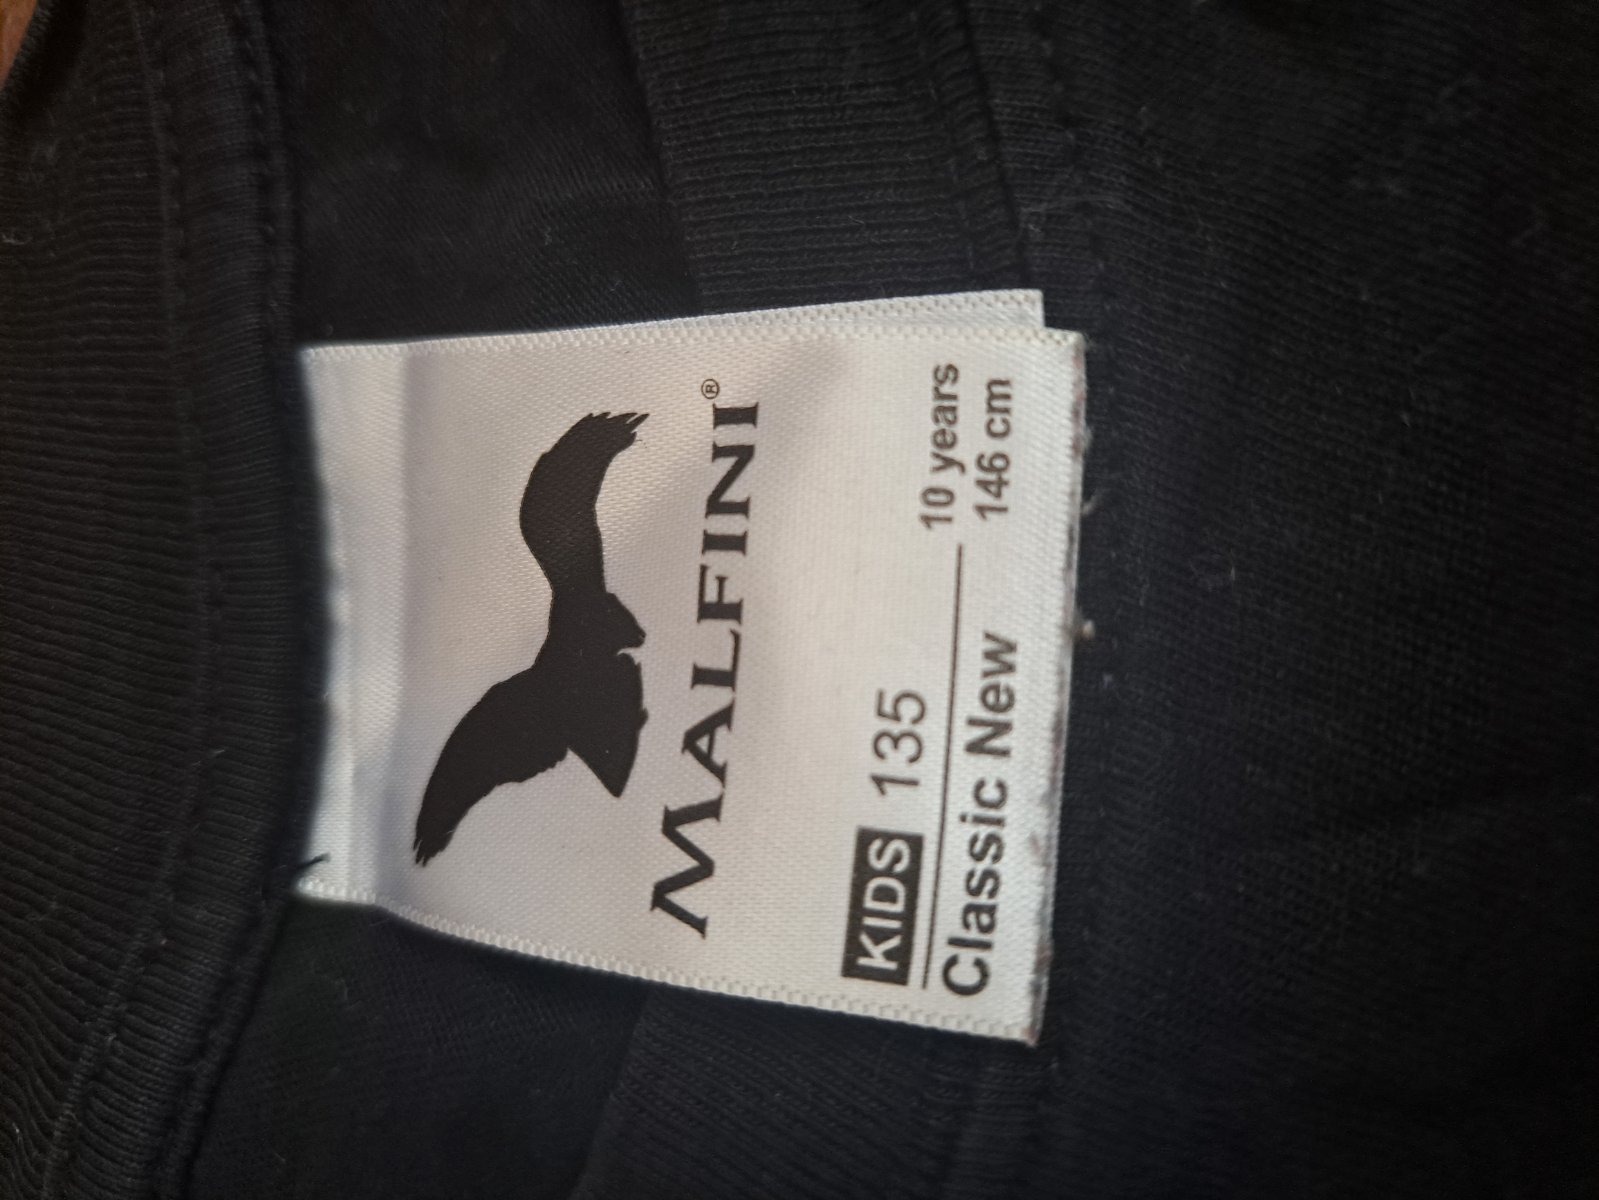 MALFINI®
KIDS 135
10 years
Classic New
146 cm